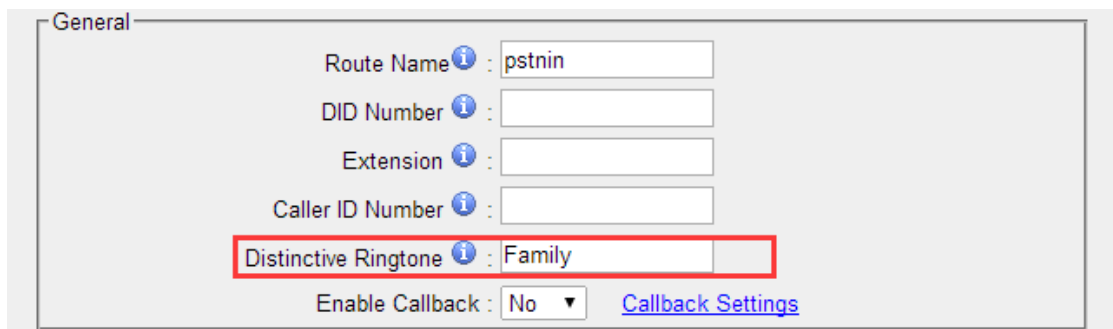 General
Route Name : pstnin
DID Number :
Extension :
Caller ID Number :
Distinctive Ringtone : Family
Enable Callback : No Callback Settings